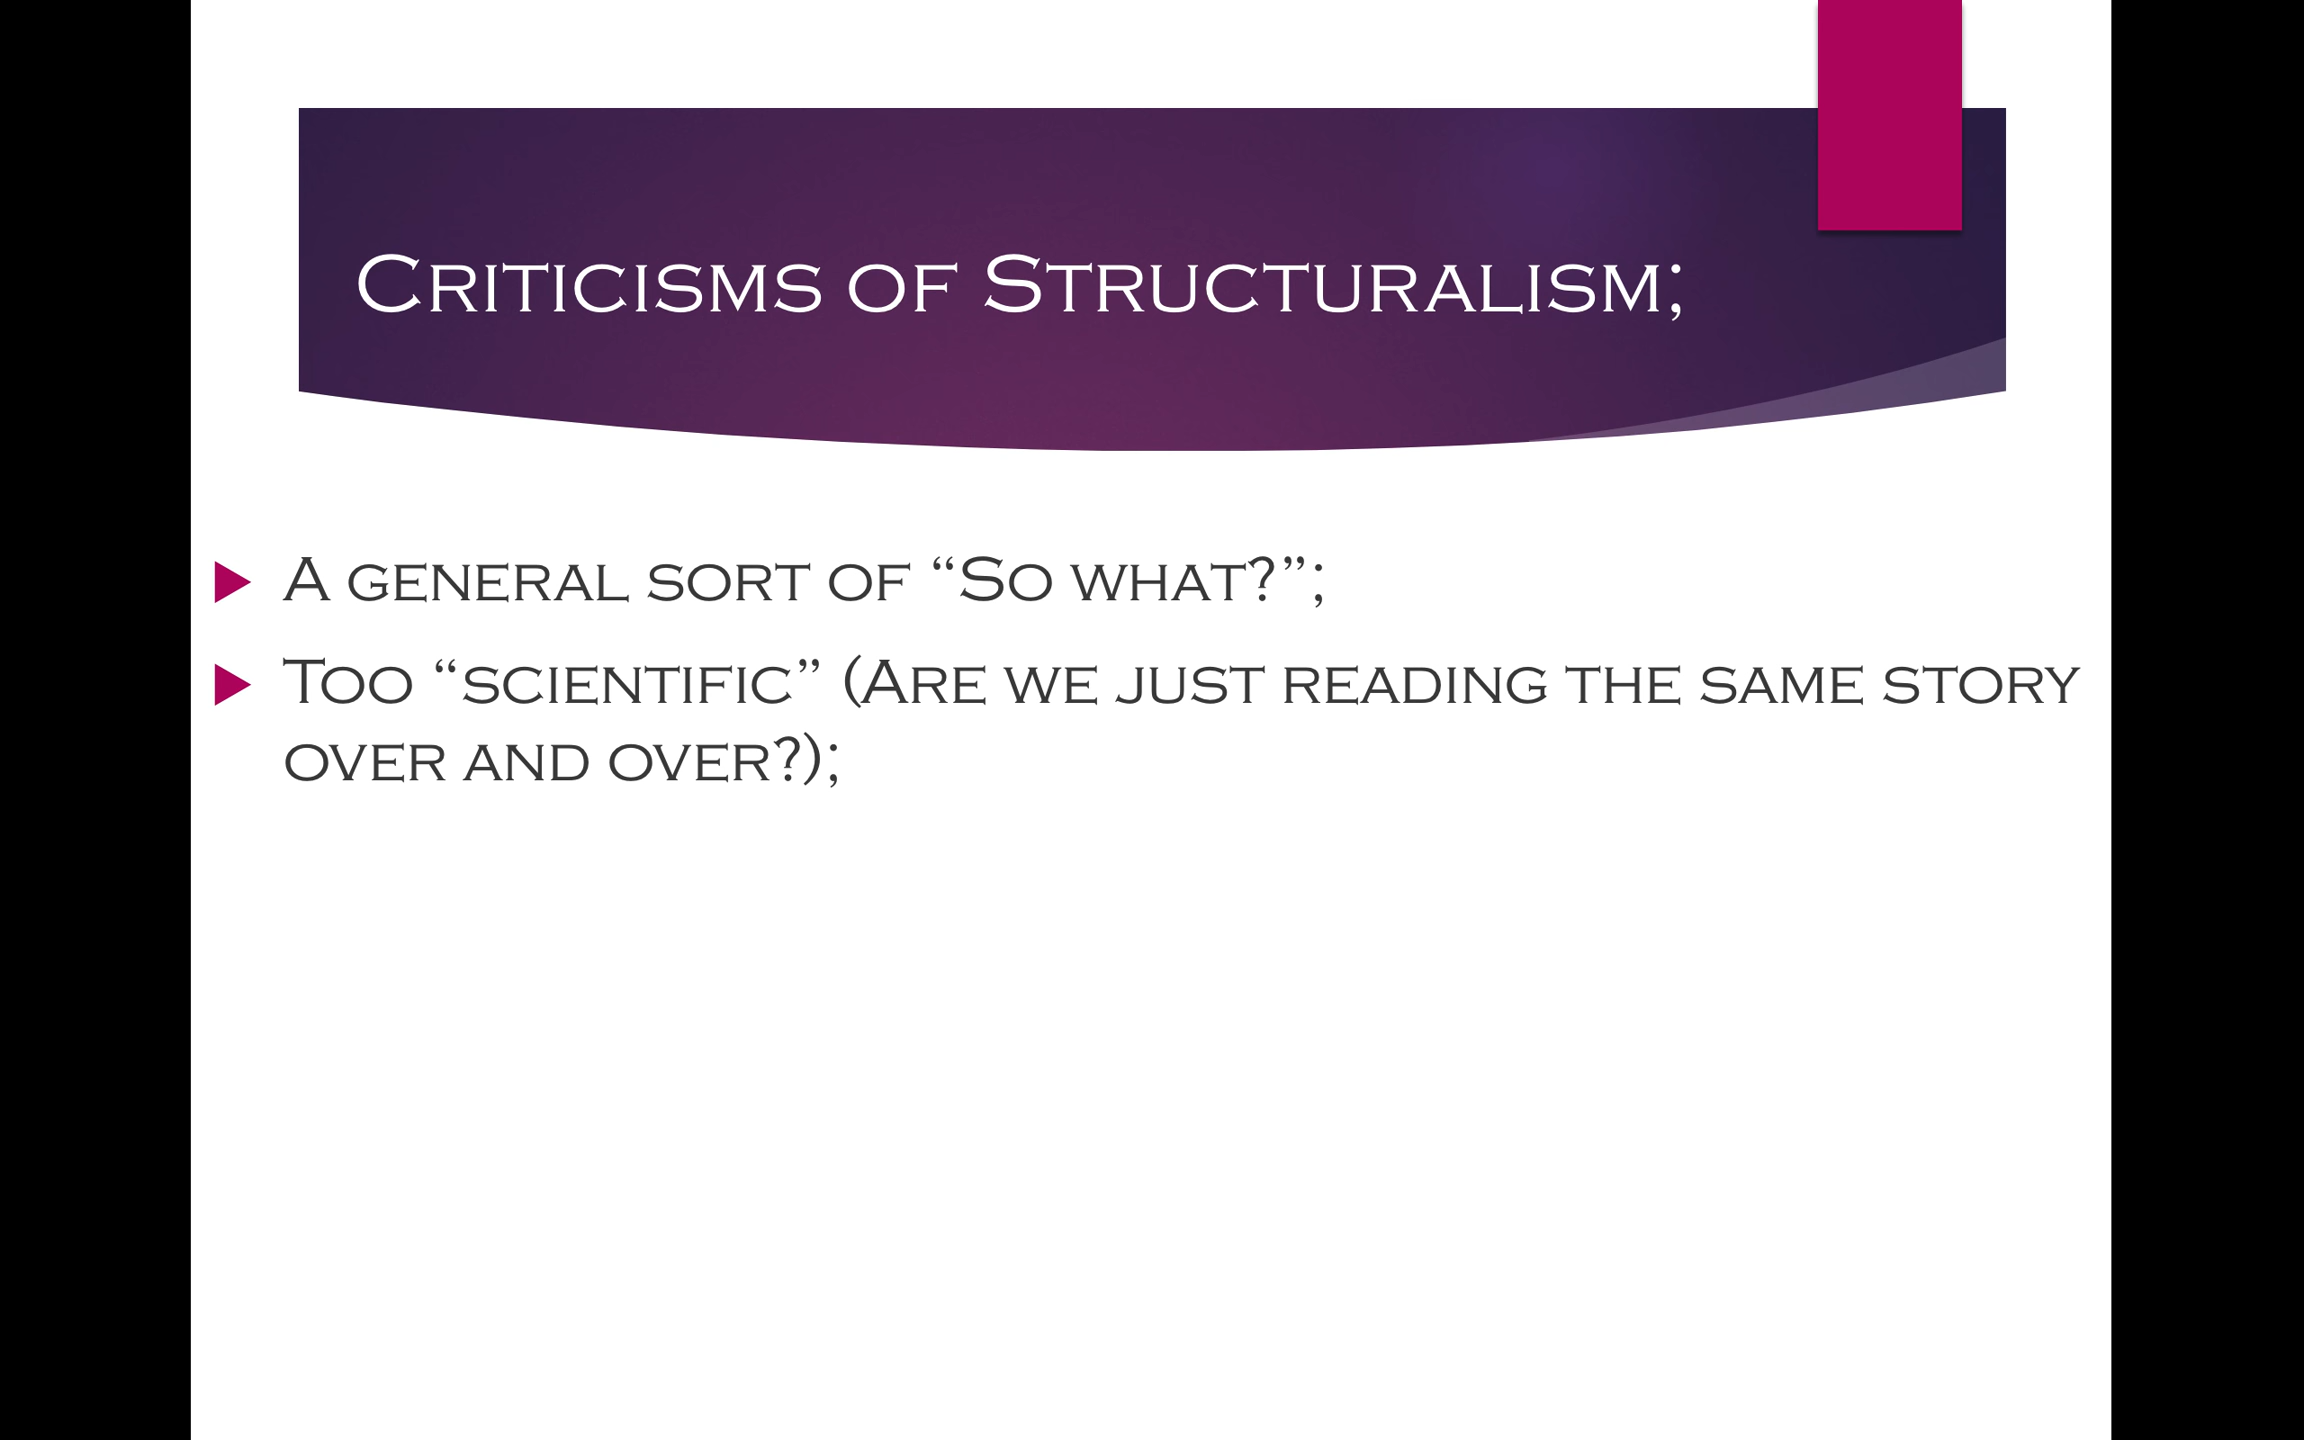 Criticisms of Structuralism;
A general sort of “So what?”;
Too “scientific” (Are we just reading the same story
over and over?);